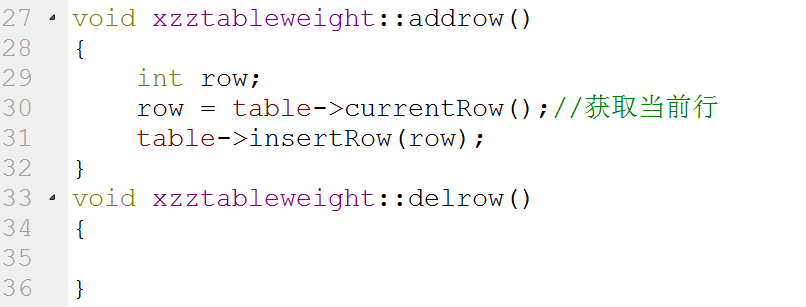 27 void xzztableweight::addrow()
28 {
29     int row;
30     row = table->currentRow();//获取当前行
31     table->insertRow(row);
32 }
33 void xzztableweight::delrow()
34 {
35
36 }